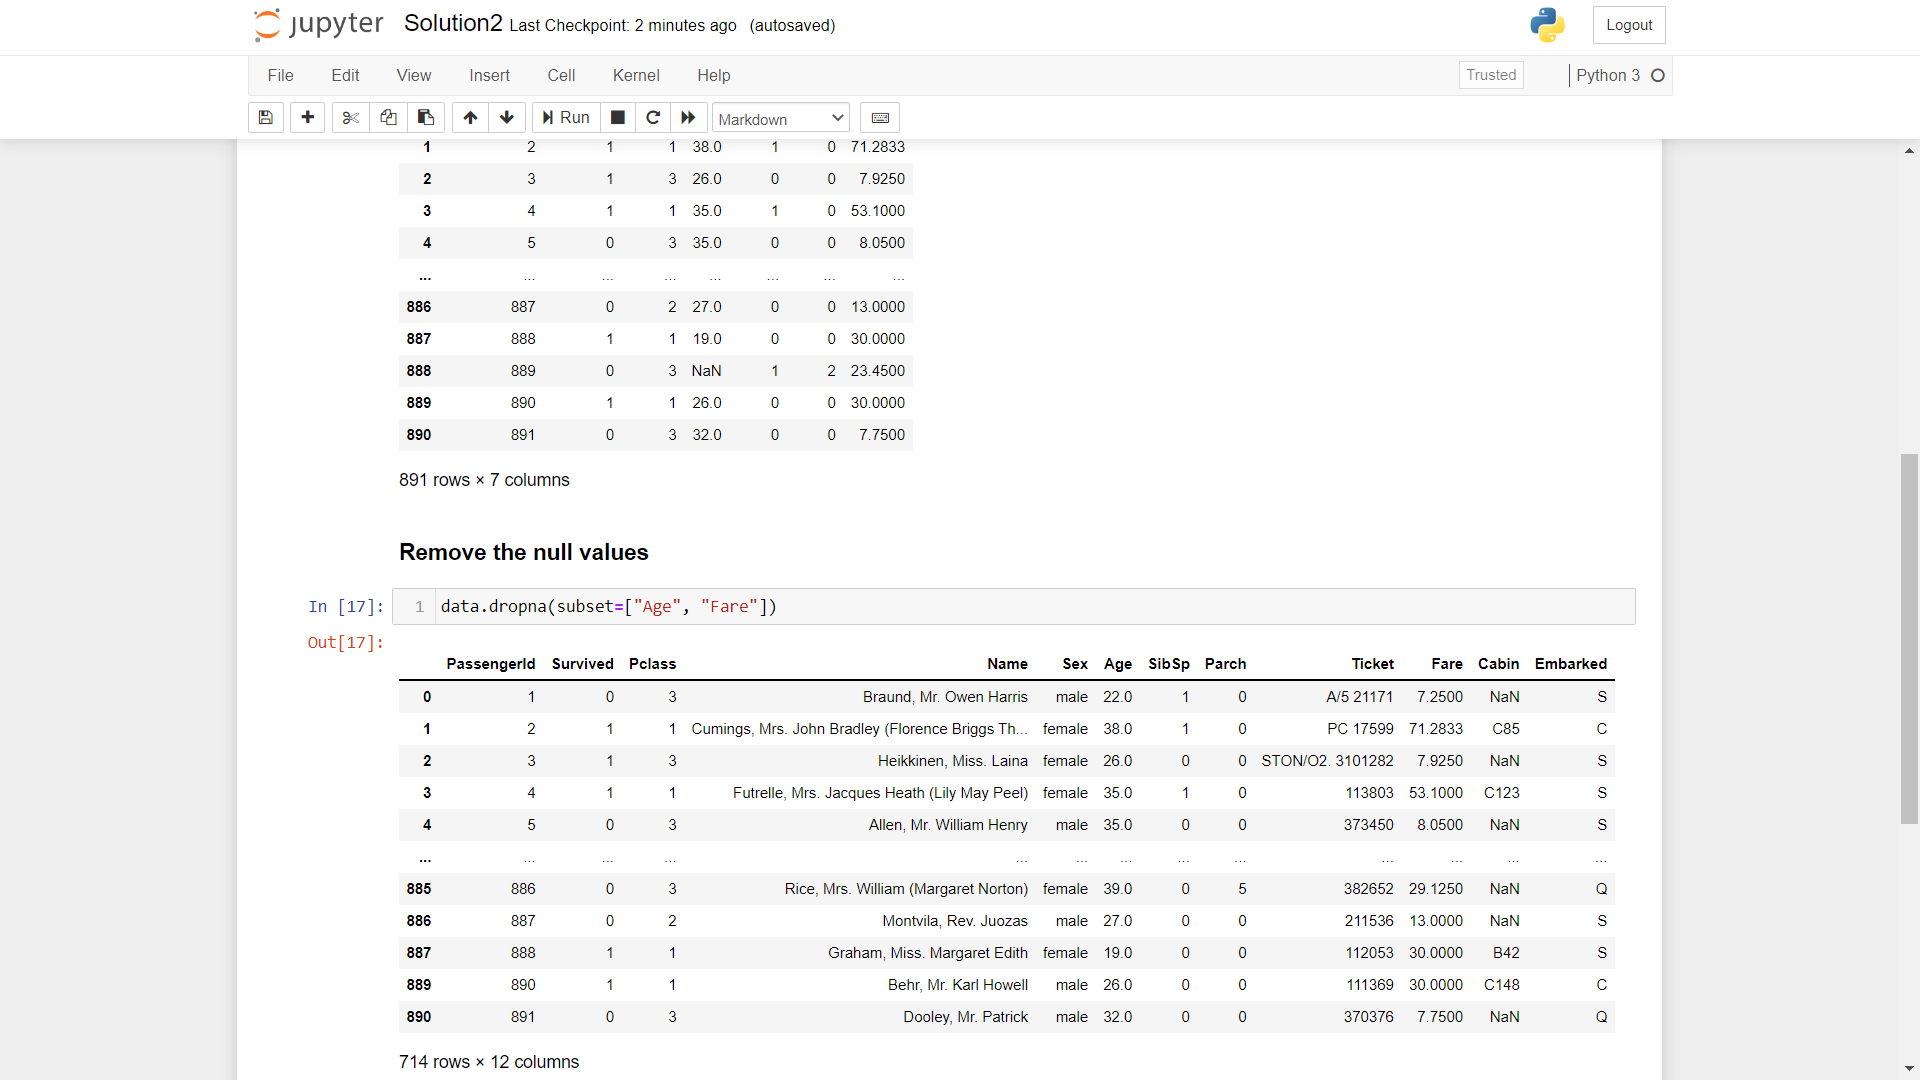 jupyter Solution2 Last Checkpoint: 2 minutes ago (autosaved) Logout
File Edit View Insert Cell Kernel Help Trusted Python 3
Run Markdown
1 2 1 1 38.0 1 0 71.2833
2 3 1 3 26.0 0 0 7.9250
3 4 1 1 35.0 1 0 53.1000
4 5 0 3 35.0 0 0 8.0500
... ... ... ... ... ... ... ...
886 887 0 2 27.0 0 0 13.0000
887 888 1 1 19.0 0 0 30.0000
888 889 0 3 NaN 1 2 23.4500
889 890 1 1 26.0 0 0 30.0000
890 891 0 3 32.0 0 0 7.7500
891 rows × 7 columns
Remove the null values
In [17]: 1 data.dropna(subset=["Age", "Fare"])
Out[17]:
PassengerId Survived Pclass Name Sex Age SibSp Parch Ticket Fare Cabin Embarked
0 1 0 3 Braund, Mr. Owen Harris male 22.0 1 0 A/5 21171 7.2500 NaN S
1 2 1 1 Cumings, Mrs. John Bradley (Florence Briggs Th... female 38.0 1 0 PC 17599 71.2833 C85 C
2 3 1 3 Heikkinen, Miss. Laina female 26.0 0 0 STON/O2. 3101282 7.9250 NaN S
3 4 1 1 Futrelle, Mrs. Jacques Heath (Lily May Peel) female 35.0 1 0 113803 53.1000 C123 S
4 5 0 3 Allen, Mr. William Henry male 35.0 0 0 373450 8.0500 NaN S
... ... ... ... ... ... ... ... ... ... ... ... ...
885 886 0 3 Rice, Mrs. William (Margaret Norton) female 39.0 0 5 382652 29.1250 NaN Q
886 887 0 2 Montvila, Rev. Juozas male 27.0 0 0 211536 13.0000 NaN S
887 888 1 1 Graham, Miss. Margaret Edith female 19.0 0 0 112053 30.0000 B42 S
889 890 1 1 Behr, Mr. Karl Howell male 26.0 0 0 111369 30.0000 C148 C
890 891 0 3 Dooley, Mr. Patrick male 32.0 0 0 370376 7.7500 NaN Q
714 rows × 12 columns